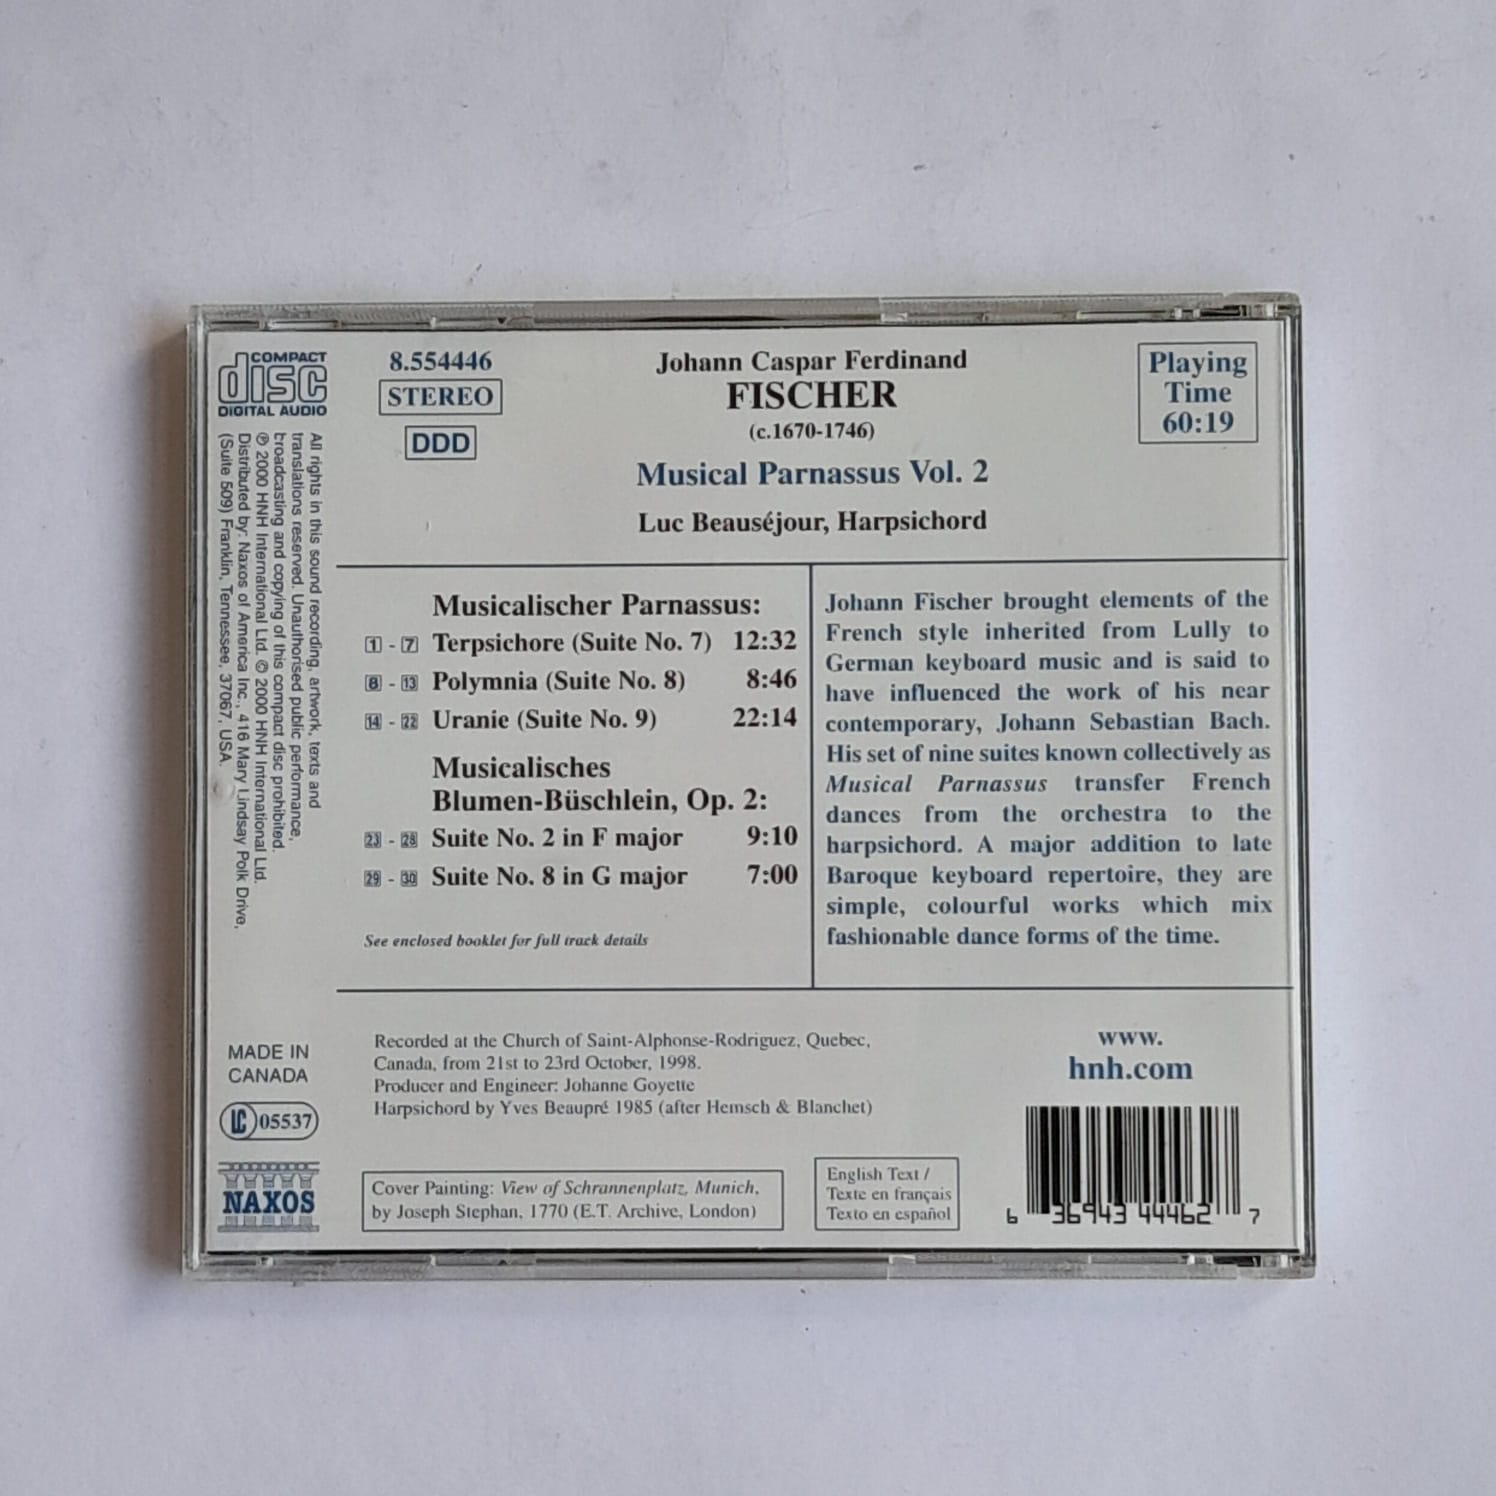 COMPACT
disc
DIGITAL AUDIO
All rights in this sound recording, artwork, texts and
translations reserved. Unauthorised public performance,
broadcasting and copying of this compact disc prohibited.
℗ 2000 HNH International Ltd. © 2000 HNH International Ltd.
Distributed by: Naxos of America Inc., 416 Mary Lindsay Polk Drive,
(Suite 509) Franklin, Tennessee, 37067, USA.
MADE IN
CANADA
LC 05537
NAXOS
8.554446
STEREO
DDD
Johann Caspar Ferdinand
FISCHER
(c.1670-1746)
Musical Parnassus Vol. 2
Luc Beauséjour, Harpsichord
Playing
Time
60:19
Musicalischer Parnassus:
1 - 7 Terpsichore (Suite No. 7) 12:32
8 - 13 Polymnia (Suite No. 8) 8:46
14 - 22 Uranie (Suite No. 9) 22:14
Musicalisches
Blumen-Büschlein, Op. 2:
23 - 28 Suite No. 2 in F major 9:10
29 - 30 Suite No. 8 in G major 7:00
See enclosed booklet for full track details
Johann Fischer brought elements of the
French style inherited from Lully to
German keyboard music and is said to
have influenced the work of his near
contemporary, Johann Sebastian Bach.
His set of nine suites known collectively as
Musical Parnassus transfer French
dances from the orchestra to the
harpsichord. A major addition to late
Baroque keyboard repertoire, they are
simple, colourful works which mix
fashionable dance forms of the time.
Recorded at the Church of Saint-Alphonse-Rodriguez, Quebec,
Canada, from 21st to 23rd October, 1998.
Producer and Engineer: Johanne Goyette
Harpsichord by Yves Beaupré 1985 (after Hemsch & Blanchet)
Cover Painting: View of Schrannenplatz, Munich,
by Joseph Stephan, 1770 (E.T. Archive, London)
English Text /
Texte en français
Texto en español
www.
hnh.com
6 36943 44462 7